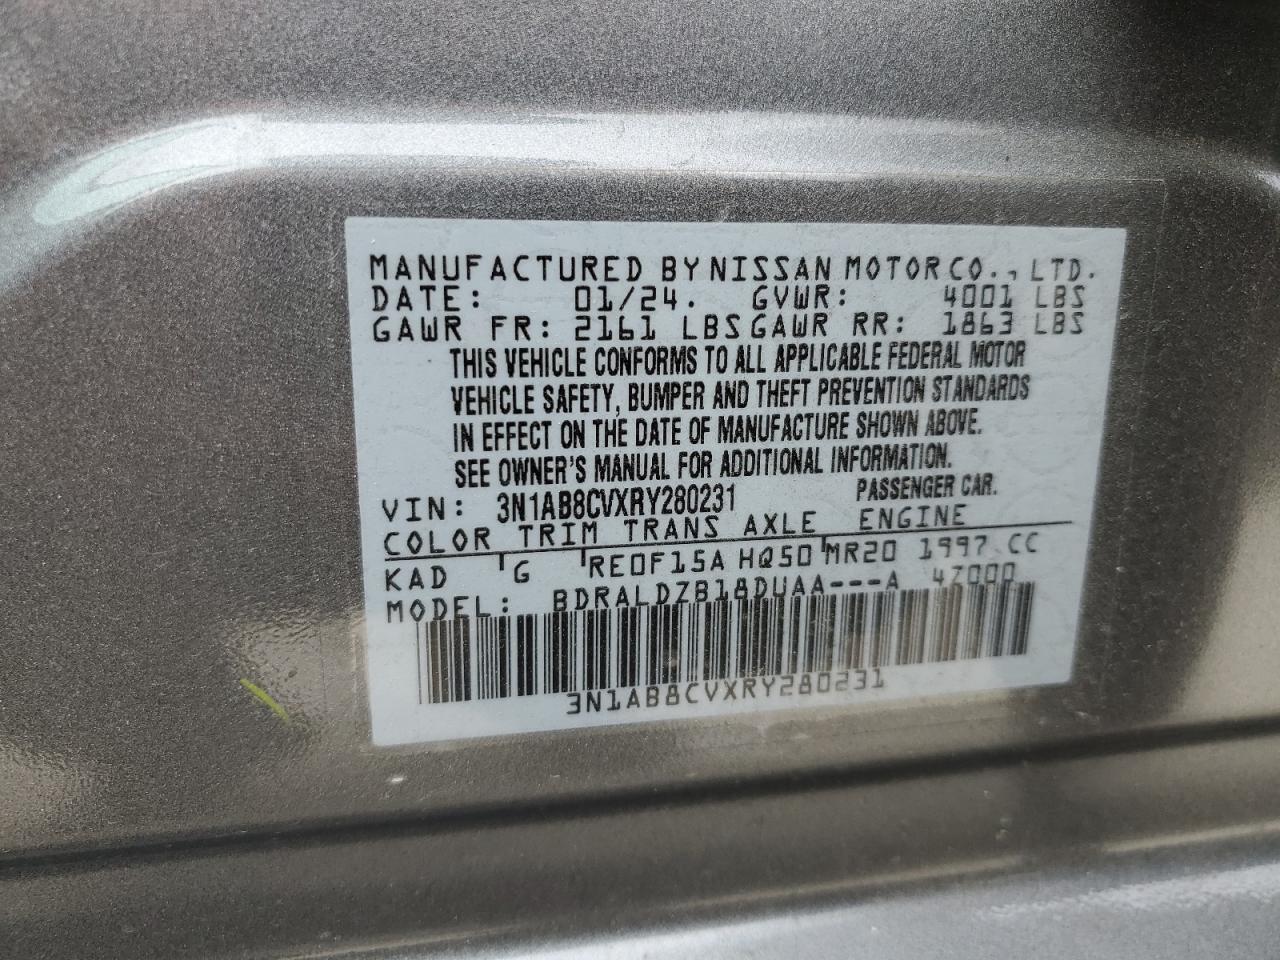 MANUFACTURED BY NISSAN MOTOR CO., LTD.
DATE: 01/24. GVWR: 4001 LBS
GAWR FR: 2161 LBS GAWR RR: 1863 LBS
THIS VEHICLE CONFORMS TO ALL APPLICABLE FEDERAL MOTOR
VEHICLE SAFETY, BUMPER AND THEFT PREVENTION STANDARDS
IN EFFECT ON THE DATE OF MANUFACTURE SHOWN ABOVE.
SEE OWNER'S MANUAL FOR ADDITIONAL INFORMATION.
VIN: 3N1AB8CVXRY280231 PASSENGER CAR.
COLOR TRIM TRANS AXLE ENGINE
KAD G RE0F15A HQ50 MR20 1997 CC
MODEL: BDRALDZB18DUAA---A 4Z000
3N1AB8CVXRY280231